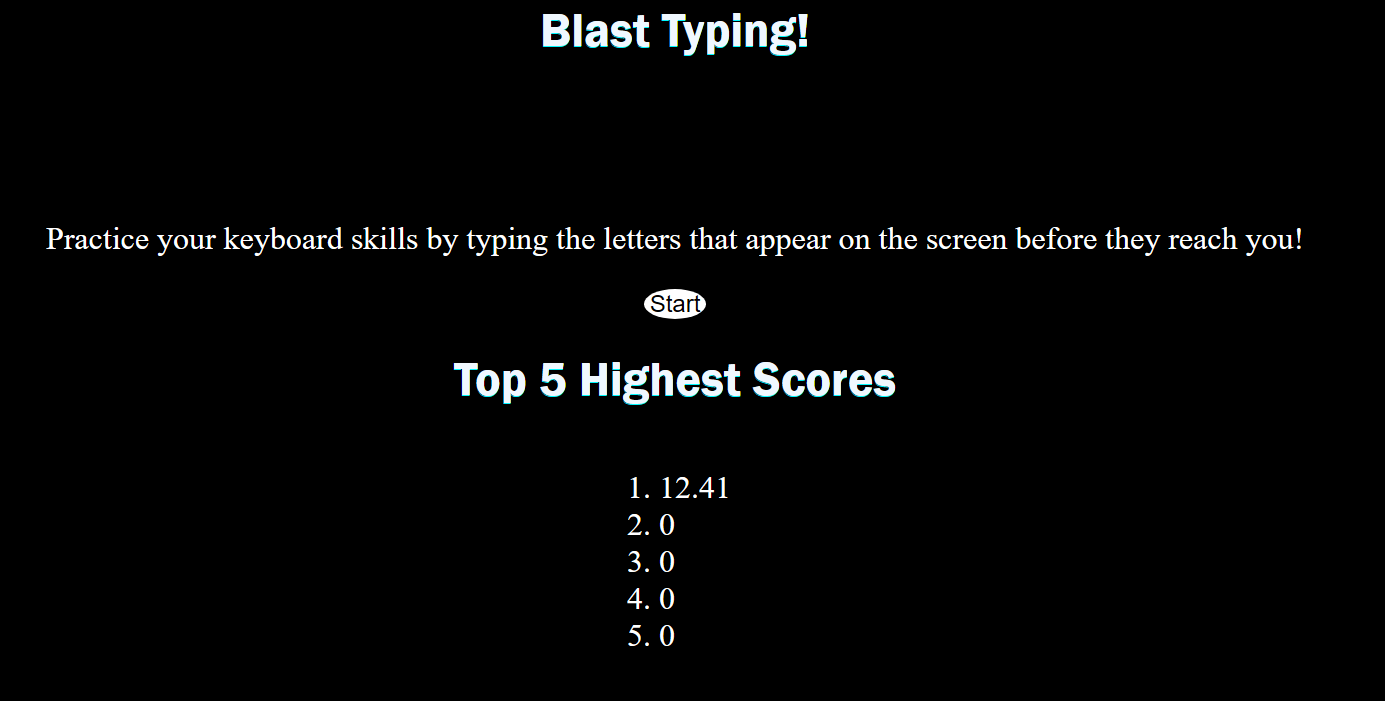 Blast Typing!
Practice your keyboard skills by typing the letters that appear on the screen before they reach you!
Start
Top 5 Highest Scores
1. 12.41
2. 0
3. 0
4. 0
5. 0